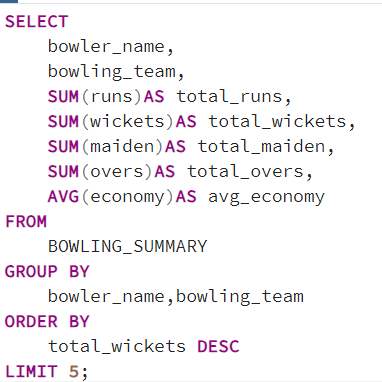 SELECT
bowler_name,
bowling_team,
SUM(runs)AS total_runs,
SUM(wickets)AS total_wickets,
SUM(maiden)AS total_maiden,
SUM(overs)AS total_overs,
AVG(economy)AS avg_economy
FROM
BOWLING_SUMMARY
GROUP BY
bowler_name,bowling_team
ORDER BY
total_wickets DESC
LIMIT 5;